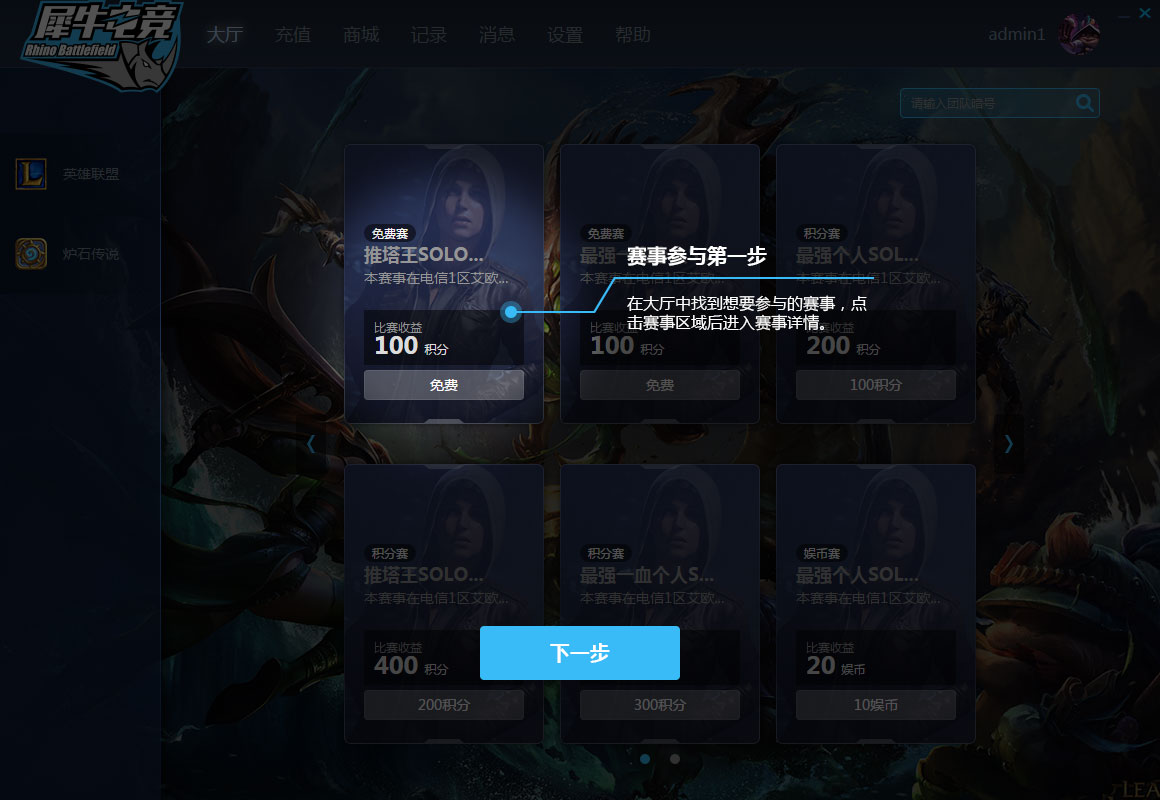 犀牛电竞
Rhino Battlefield
大厅 充值 商城 记录 消息 设置 帮助
admin1
请输入团队暗号
英雄联盟
炉石传说
免费赛
推塔王SOLO...
本赛事在电信1区艾欧...
比赛收益
100 积分
免费
免费赛
最强一
本赛事在
比赛收益
100 积分
免费
积分赛
最强个人SOL...
本赛事在电信1区艾欧...
200 积分
100积分
赛事参与第一步
在大厅中找到想要参与的赛事，点
击赛事区域后进入赛事详情。
积分赛
推塔王SOLO...
本赛事在电信1区艾欧...
比赛收益
400 积分
200积分
积分赛
最强一血个人S...
本赛事在电信1区艾欧...
300积分
娱币赛
最强个人SOL...
本赛事在电信1区艾欧...
比赛收益
20 娱币
10娱币
下一步
LEA